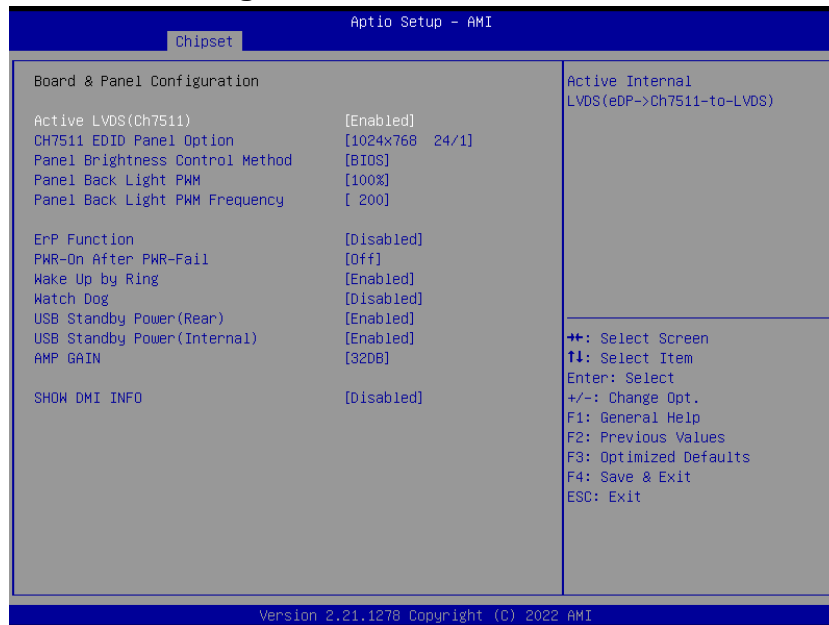 Aptio Setup - AMI
Chipset
Board & Panel Configuration
Active LVDS(Ch7511) [Enabled]
CH7511 EDID Panel Option [1024x768 24/1]
Panel Brightness Control Method [BIOS]
Panel Back Light PWM [100%]
Panel Back Light PWM Frequency [ 200]
ErP Function [Disabled]
PWR-On After PWR-Fail [Off]
Wake Up by Ring [Enabled]
Watch Dog [Disabled]
USB Standby Power(Rear) [Enabled]
USB Standby Power(Internal) [Enabled]
AMP GAIN [32DB]
SHOW DMI INFO [Disabled]
Active Internal
LVDS(eDP->Ch7511-to-LVDS)
→←: Select Screen
↑↓: Select Item
Enter: Select
+/-: Change Opt.
F1: General Help
F2: Previous Values
F3: Optimized Defaults
F4: Save & Exit
ESC: Exit
Version 2.21.1278 Copyright (C) 2022 AMI